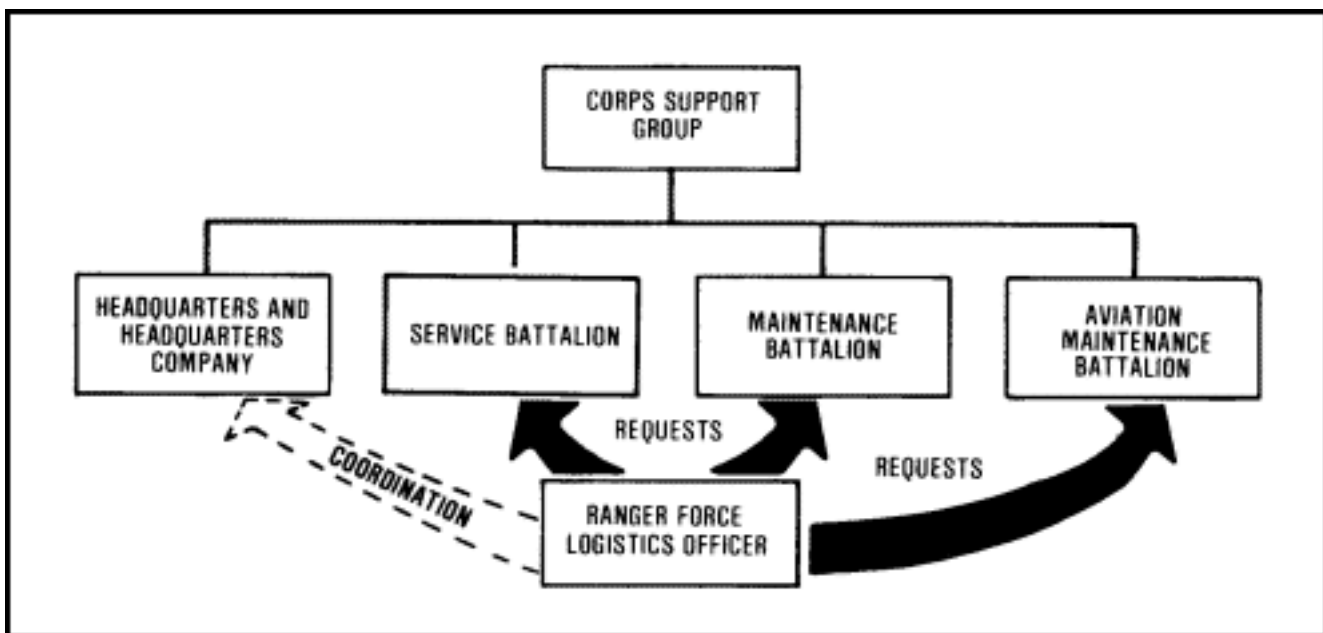 CORPS SUPPORT
GROUP
HEADQUARTERS AND
HEADQUARTERS
COMPANY
SERVICE BATTALION
MAINTENANCE
BATTALION
AVIATION
MAINTENANCE
BATTALION
REQUESTS
REQUESTS
COORDINATION
RANGER FORCE
LOGISTICS OFFICER